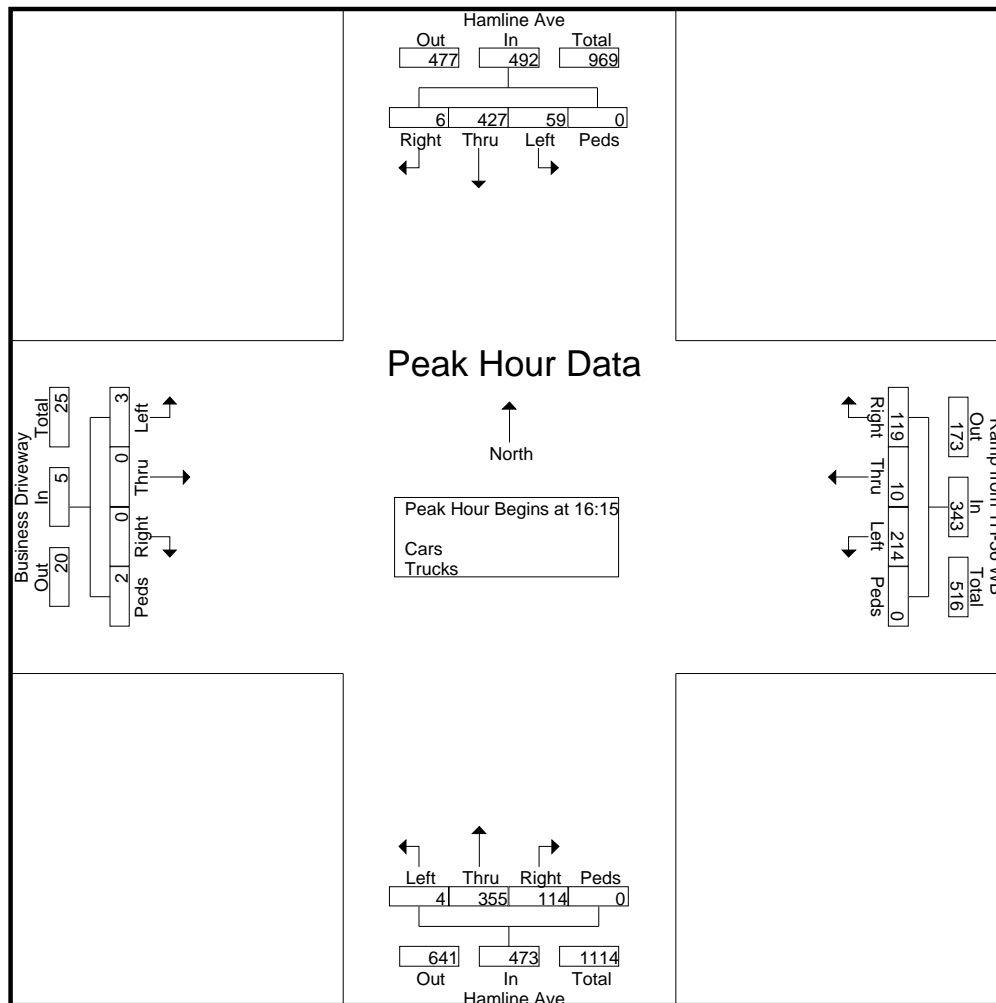 Hamline Ave
Out In Total
477 492 969
6 427 59 0
Right Thru Left Peds
Peak Hour Data
North
Peak Hour Begins at 16:15
Cars
Trucks
Business Driveway
Out In Total
20 5 25
3 0 0 2
Left Thru Right Peds
Out In Total
173 343 516
119 10 214 0
Right Thru Left Peds
Left Thru Right Peds
4 355 114 0
641 473 1114
Out In Total
Hamline Ave